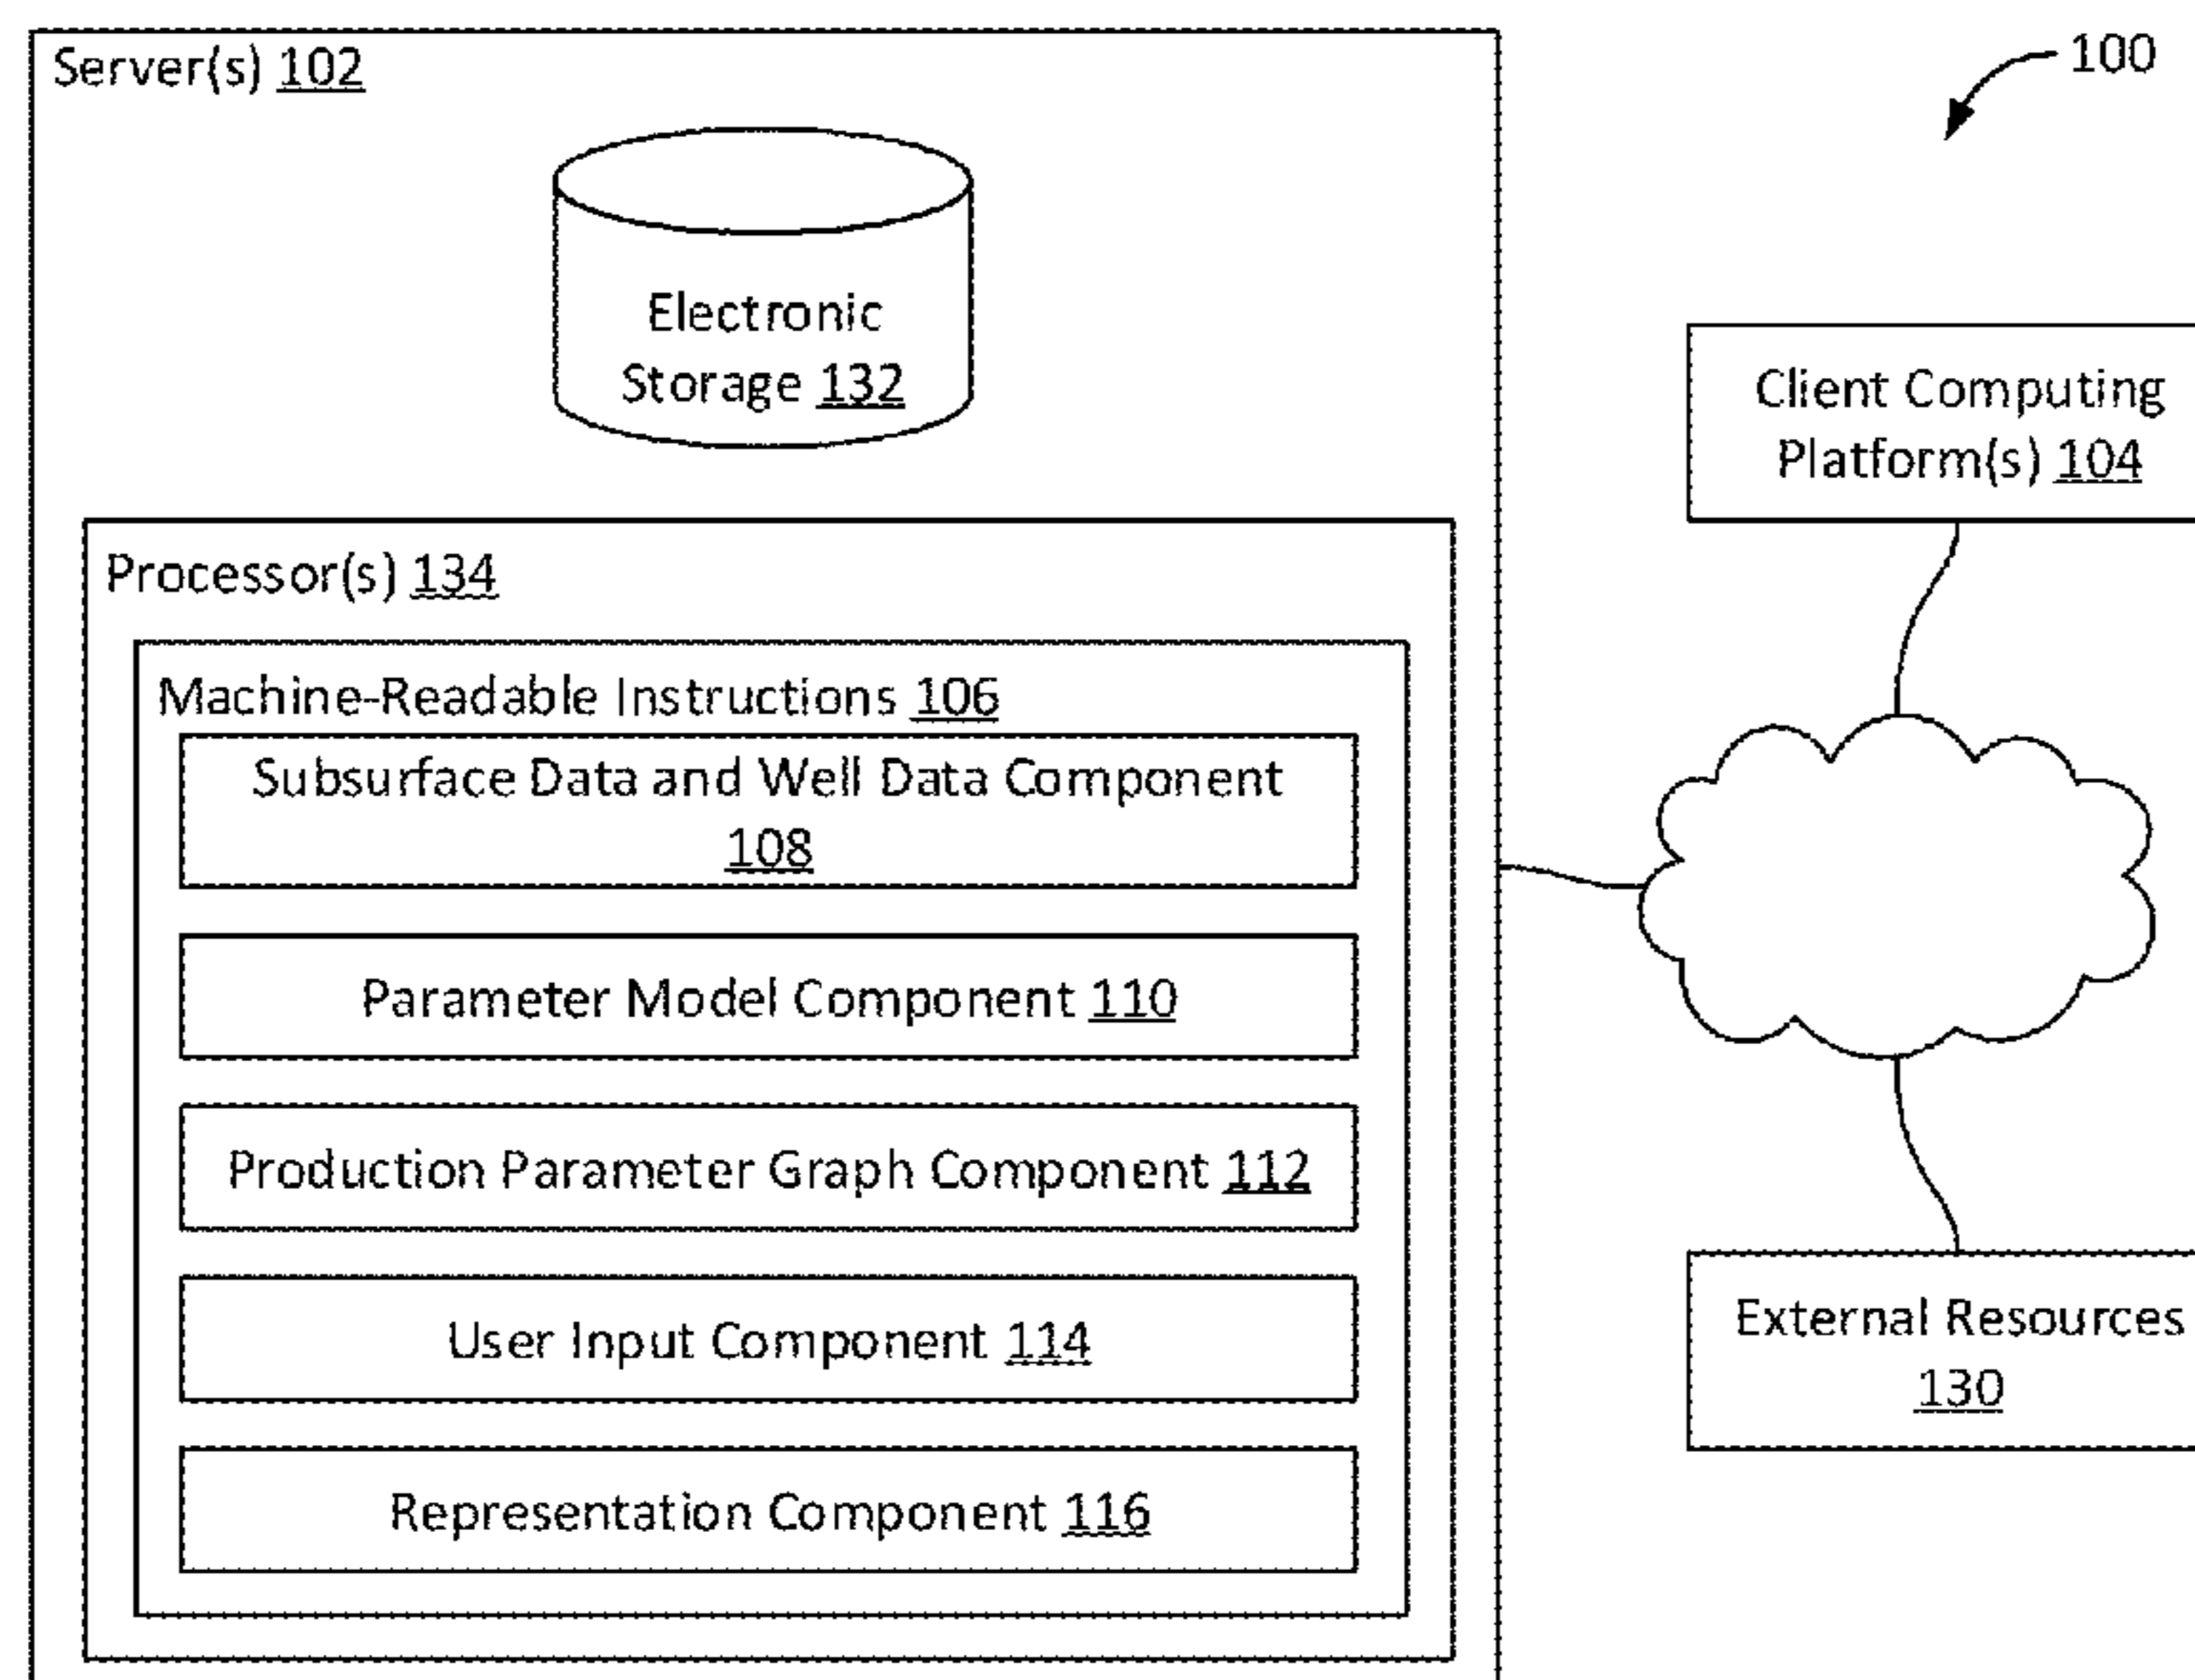 Server(s) 102
100
Electronic
Storage 132
Client Computing
Platform(s) 104
Processor(s) 134
Machine-Readable Instructions 106
Subsurface Data and Well Data Component
108
Parameter Model Component 110
Production Parameter Graph Component 112
User Input Component 114
Representation Component 116
External Resources
130